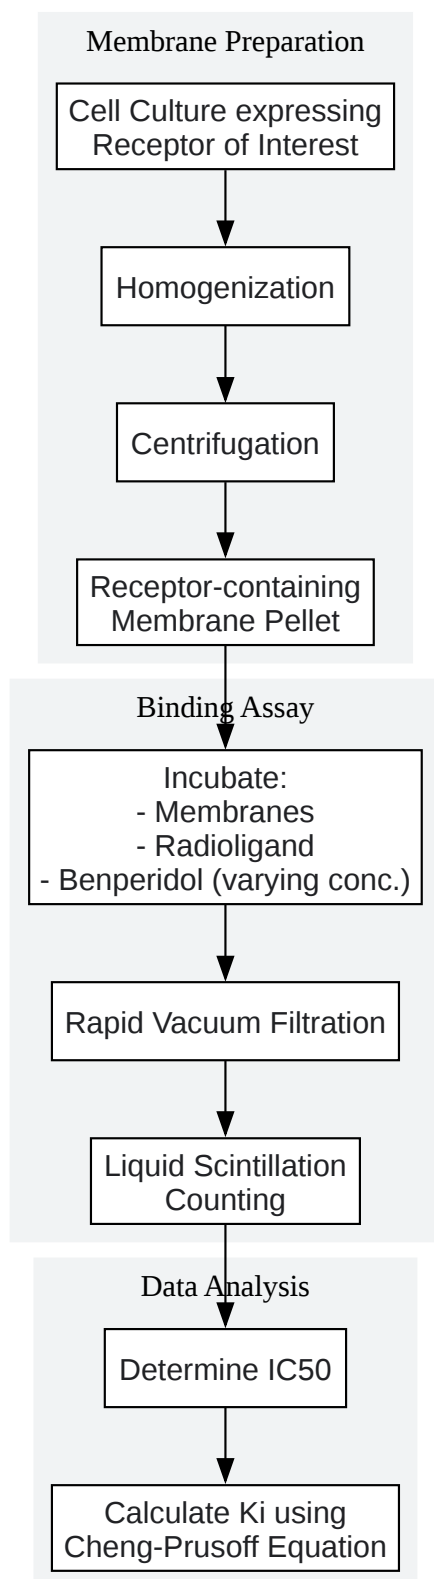 Membrane Preparation
Cell Culture expressing
Receptor of Interest
Homogenization
Centrifugation
Receptor-containing
Membrane Pellet
Binding Assay
Incubate:
- Membranes
- Radioligand
- Benperidol (varying conc.)
Rapid Vacuum Filtration
Liquid Scintillation
Counting
Data Analysis
Determine IC50
Calculate Ki using
Cheng-Prusoff Equation